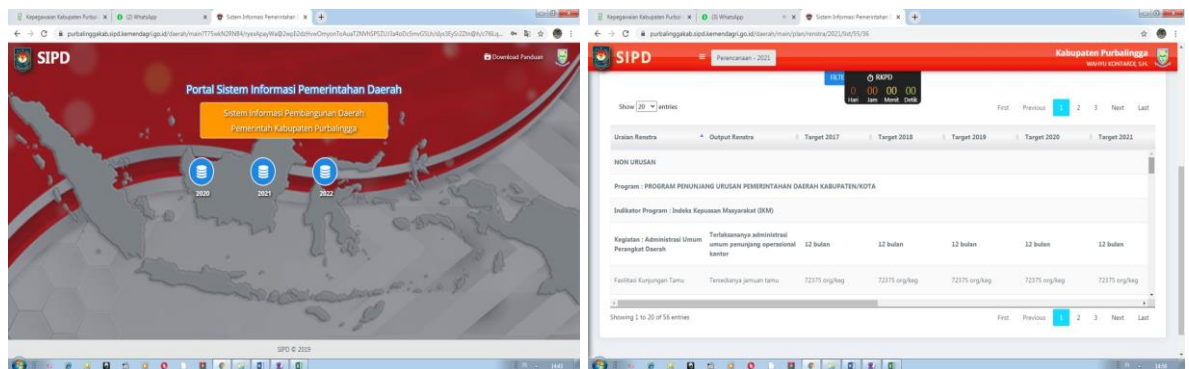 Kepegawaian Kabupaten Purbal
(2) WhatsApp
Sistem Informasi Pemerintahan
SIPD
Download Panduan
Portal Sistem Informasi Pemerintahan Daerah
Sistem Informasi Pembangunan Daerah
Pemerintah Kabupaten Purbalingga
2020
2021
2022
SIPD © 2019
14:41
Kepegawaian Kabupaten Purbal
(2) WhatsApp
Sistem Informasi Pemerintahan
purbalinggakab.sipd.kemendagri.go.id/daerah/main/plan/renstra/2021/list/55/36
SIPD
Perencanaan - 2021
Kabupaten Purbalingga
WAHYU KONTARDI, S.H.
FILTE
RKPD
0 00 00 00
Hari Jam Menit Detik
Show 20 entries
First Previous 1 2 3 Next Last
Uraian Renstra Output Renstra Target 2017 Target 2018 Target 2019 Target 2020 Target 2021
NON URUSAN
Program : PROGRAM PENUNJANG URUSAN PEMERINTAHAN DAERAH KABUPATEN/KOTA
Indikator Program : Indeks Kepuasan Masyarakat (IKM)
Kegiatan : Administrasi Umum Perangkat Daerah
Terlaksananya administrasi umum penunjang operasional kantor
12 bulan 12 bulan 12 bulan 12 bulan 12 bulan
Fasilitasi Kunjungan Tamu Tersedianya jamuan tamu 72375 org/keg 72375 org/keg 72375 org/keg 72375 org/keg 72375 org/keg
Showing 1 to 20 of 56 entries
First Previous 1 2 3 Next Last